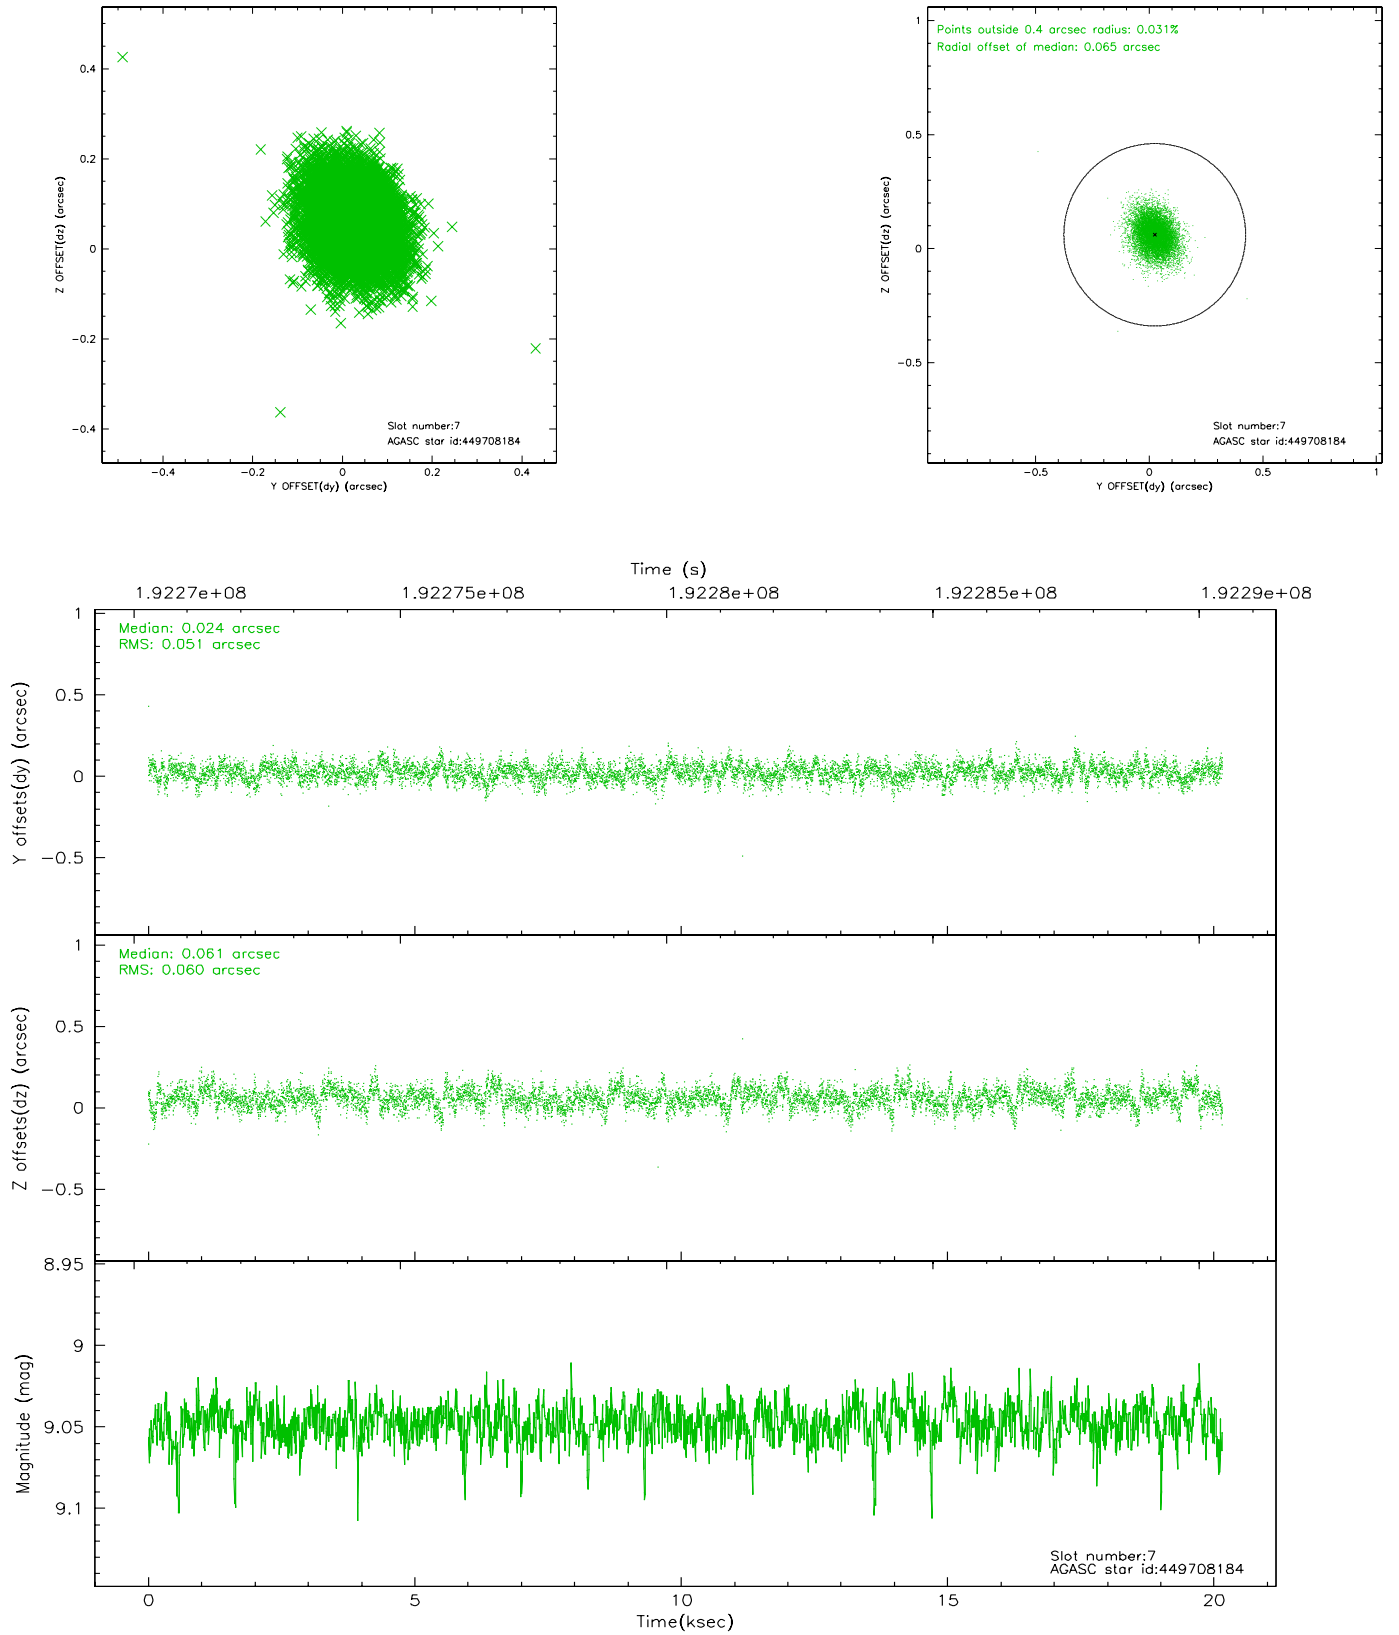 0.4
0.2
0
−0.2
−0.4
Z OFFSET(dz) (arcsec)
−0.4
−0.2
0
0.2
0.4
Y OFFSET(dy) (arcsec)
Slot number:7
AGASC star id:449708184
Points outside 0.4 arcsec radius: 0.031%
Radial offset of median: 0.065 arcsec
1
0.5
0
−0.5
Z OFFSET(dz) (arcsec)
−0.5
0
0.5
1
Y OFFSET(dy) (arcsec)
Slot number:7
AGASC star id:449708184
Time (s)
1.9227e+08
1.92275e+08
1.9228e+08
1.92285e+08
1.9229e+08
Median: 0.024 arcsec
RMS: 0.051 arcsec
1
0.5
0
−0.5
Y offsets(dy) (arcsec)
Median: 0.061 arcsec
RMS: 0.060 arcsec
1
0.5
0
−0.5
Z offsets(dz) (arcsec)
8.95
9
9.05
9.1
Magnitude (mag)
Slot number:7
AGASC star id:449708184
0
5
10
15
20
Time(ksec)